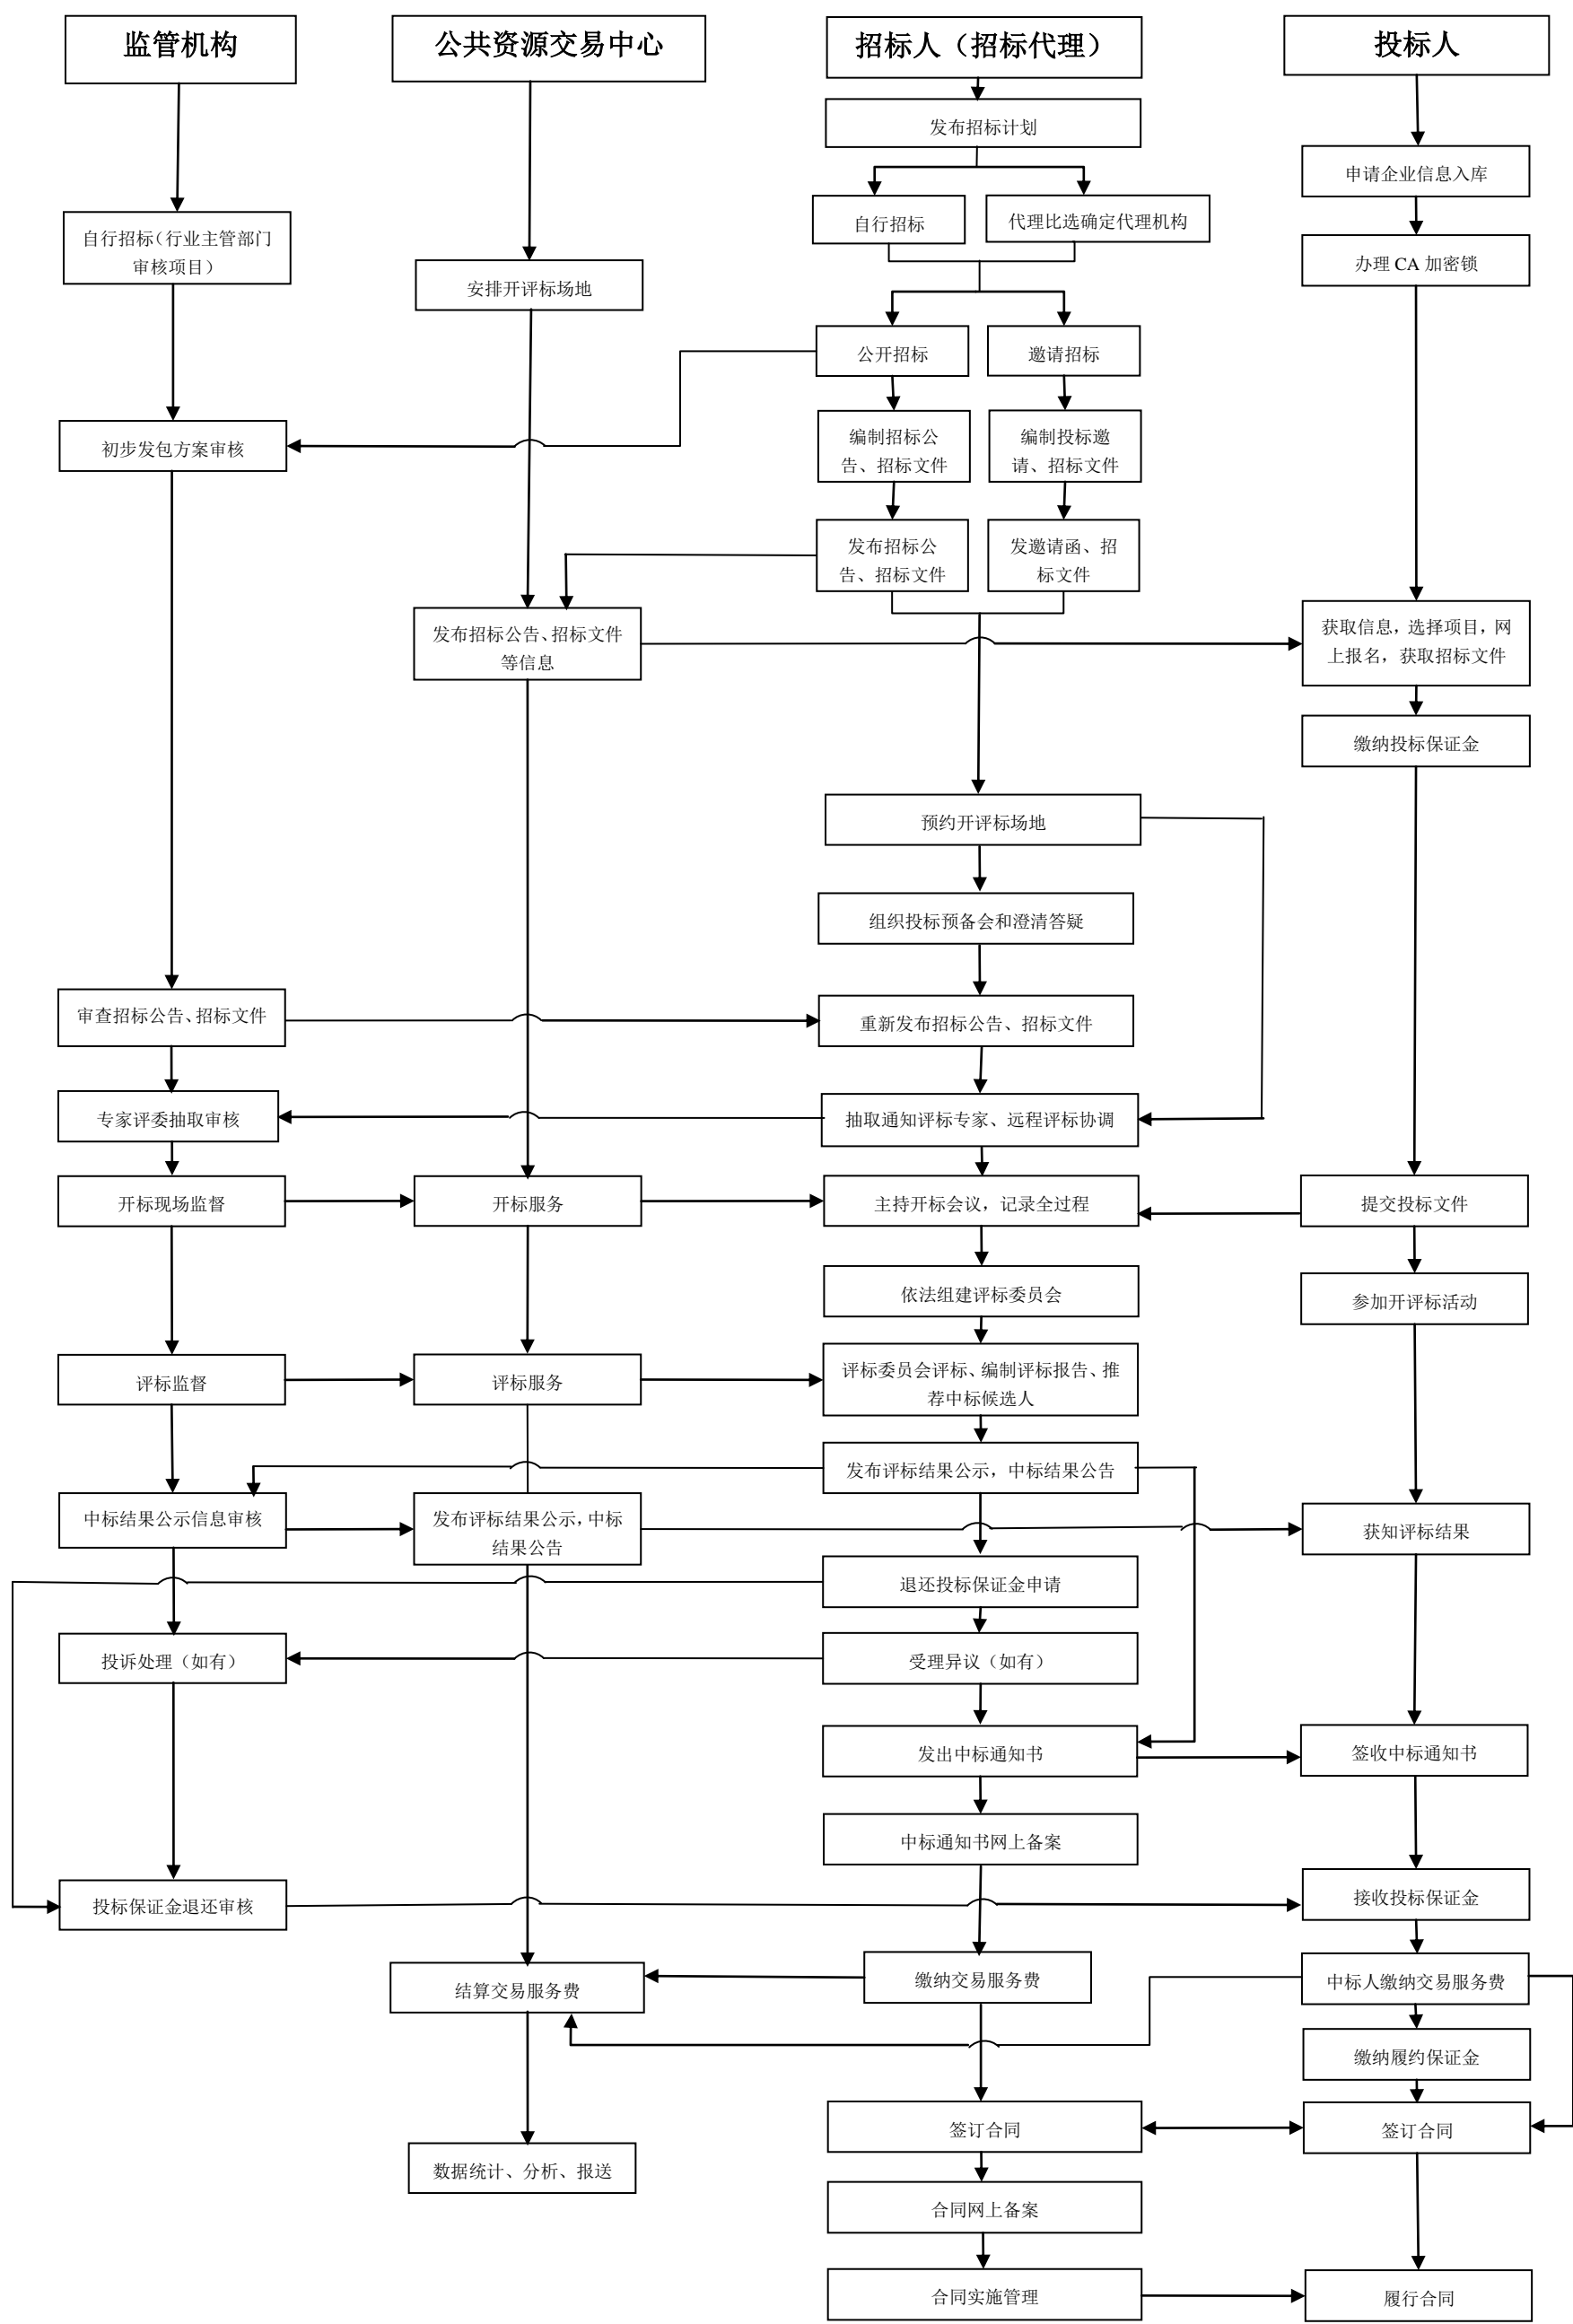 监管机构
公共资源交易中心
招标人（招标代理）
投标人
发布招标计划
申请企业信息入库
自行招标
代理比选确定代理机构
自行招标（行业主管部门
审核项目）
办理 CA 加密锁
安排开评标场地
公开招标
邀请招标
初步发包方案审核
编制招标公
告、招标文件
编制投标邀
请、招标文件
发布招标公
告、招标文件
发邀请函、招
标文件
发布招标公告、招标文件
等信息
获取信息，选择项目，网
上报名，获取招标文件
缴纳投标保证金
预约开评标场地
组织投标预备会和澄清答疑
审查招标公告、招标文件
重新发布招标公告、招标文件
专家评委抽取审核
抽取通知评标专家、远程评标协调
开标现场监督
开标服务
主持开标会议，记录全过程
提交投标文件
依法组建评标委员会
参加开评标活动
评标监督
评标服务
评标委员会评标、编制评标报告、推
荐中标候选人
发布评标结果公示，中标结果公告
中标结果公示信息审核
发布评标结果公示，中标
结果公告
获知评标结果
退还投标保证金申请
投诉处理（如有）
受理异议（如有）
发出中标通知书
签收中标通知书
中标通知书网上备案
投标保证金退还审核
接收投标保证金
结算交易服务费
缴纳交易服务费
中标人缴纳交易服务费
缴纳履约保证金
签订合同
签订合同
数据统计、分析、报送
合同网上备案
合同实施管理
履行合同